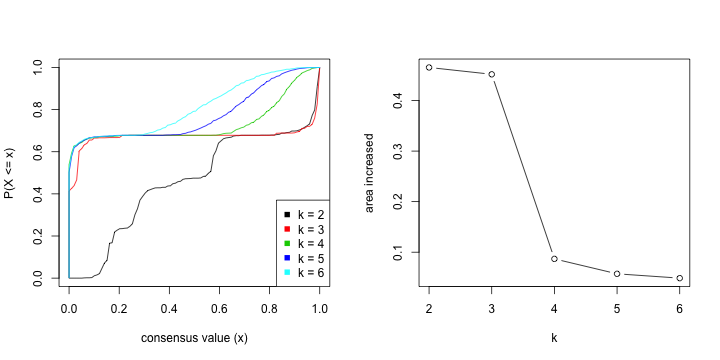 P(X <= x)
1.0
0.8
0.6
0.4
0.2
0.0
k = 2
k = 3
k = 4
k = 5
k = 6
0.0 0.2 0.4 0.6 0.8 1.0
consensus value (x)
area increased
0.4
0.3
0.2
0.1
2 3 4 5 6
k